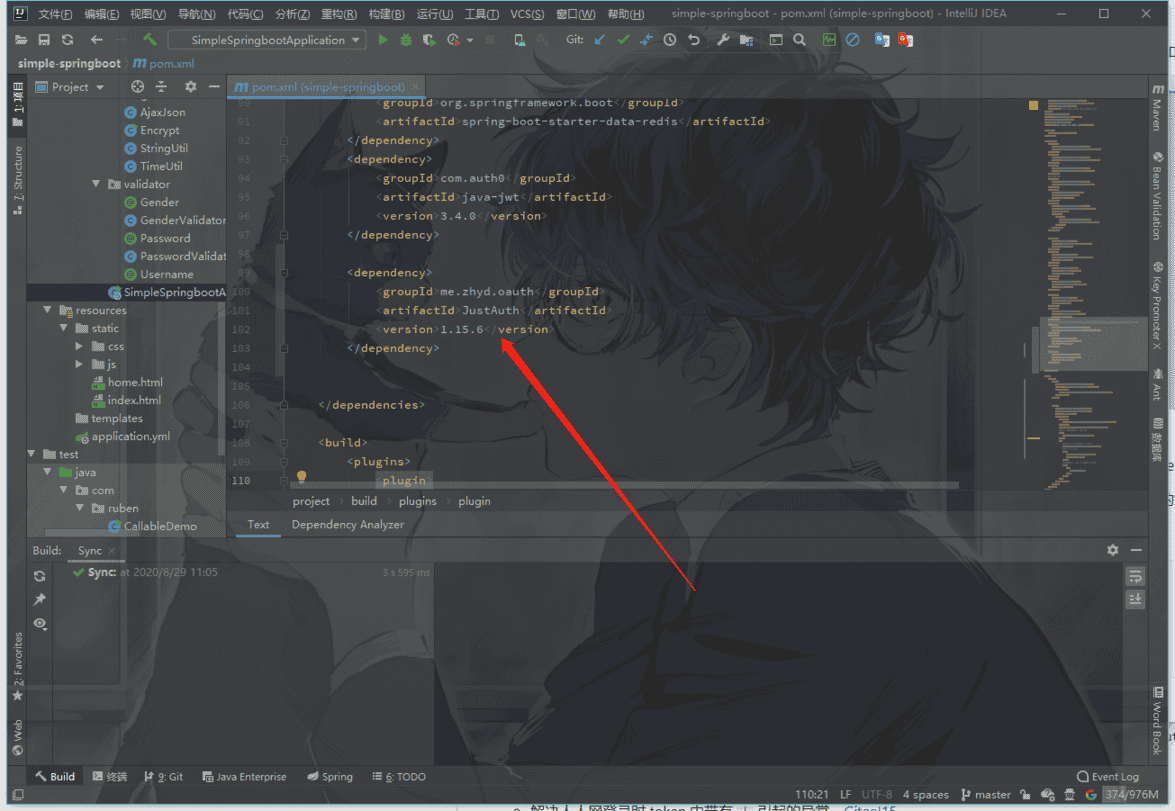 文件(F) 编辑(E) 视图(V) 导航(N) 代码(C) 分析(Z) 重构(R) 构建(B) 运行(U) 工具(T) VCS(S) 窗口(W) 帮助(H) simple-springboot - pom.xml (simple-springboot) - IntelliJ IDEA
SimpleSpringbootApplication Git:
simple-springboot m pom.xml
Project
m pom.xml (simple-springboot)
1: 项目
Z: Structure
2: Favorites
Web
AjaxJson
Encrypt
StringUtil
TimeUtil
validator
Gender
GenderValidator
Password
PasswordValidat
Username
SimpleSpringbootA
resources
static
css
js
home.html
index.html
templates
application.yml
test
java
com
ruben
CallableDemo
90 <groupId>org.springframework.boot</groupId>
91 <artifactId>spring-boot-starter-data-redis</artifactId>
92 </dependency>
93 <dependency>
94 <groupId>com.auth0</groupId>
95 <artifactId>java-jwt</artifactId>
96 <version>3.4.0</version>
97 </dependency>
98
99 <dependency>
100 <groupId>me.zhyd.oauth</groupId>
101 <artifactId>JustAuth</artifactId>
102 <version>1.15.6</version>
103 </dependency>
104
105
106 </dependencies>
107
108 <build>
109 <plugins>
110 <plugin
project build plugins plugin
Text Dependency Analyzer
Maven
Bean Validation
Key Promoter X
Ant
数据库
Word Book
Build: Sync
Sync: at 2020/8/29 11:05 3 s 595 ms
Build 终端 9: Git Java Enterprise Spring 6: TODO Event Log
110:21 LF UTF-8 4 spaces master 374/976M